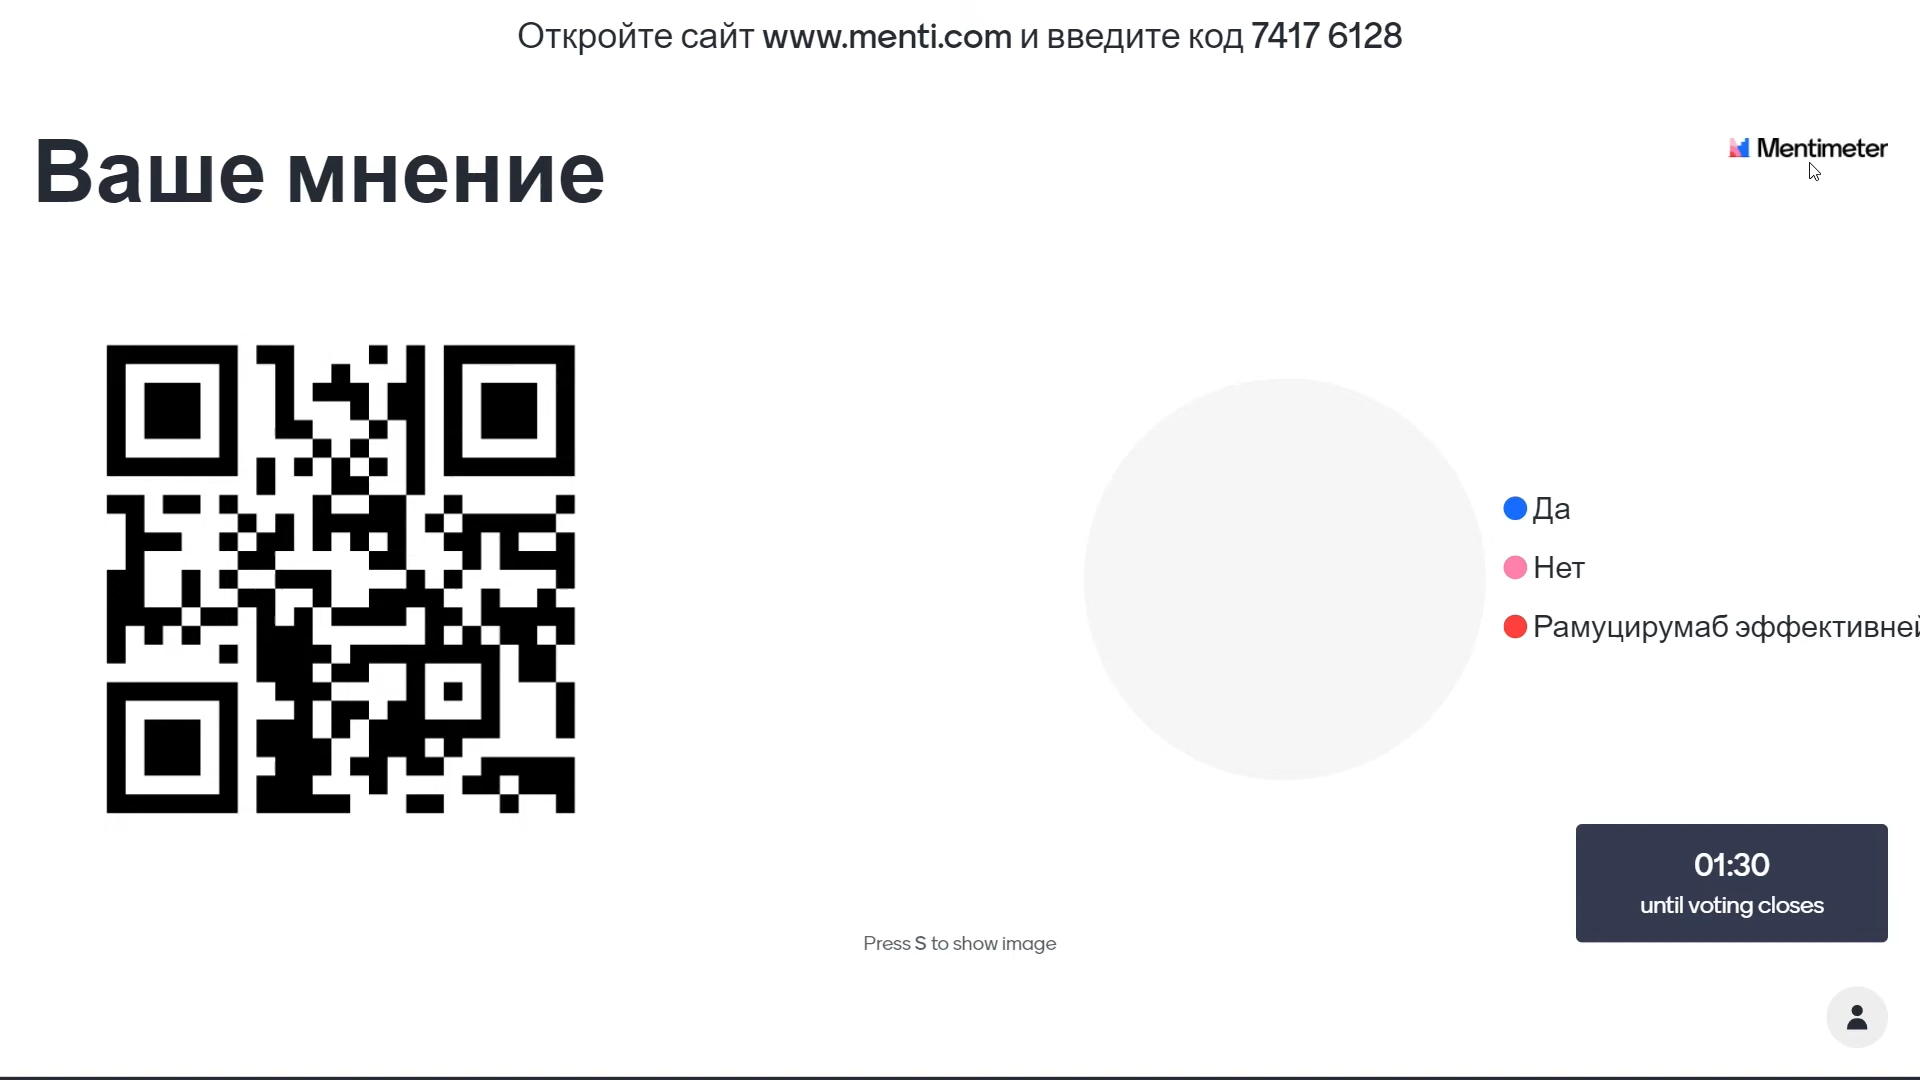 Откройте сайт www.menti.com и введите код 7417 6128
Ваше мнение
Mentimeter
Да
Нет
Рамуцирумаб эффективней
01:30
until voting closes
Press S to show image